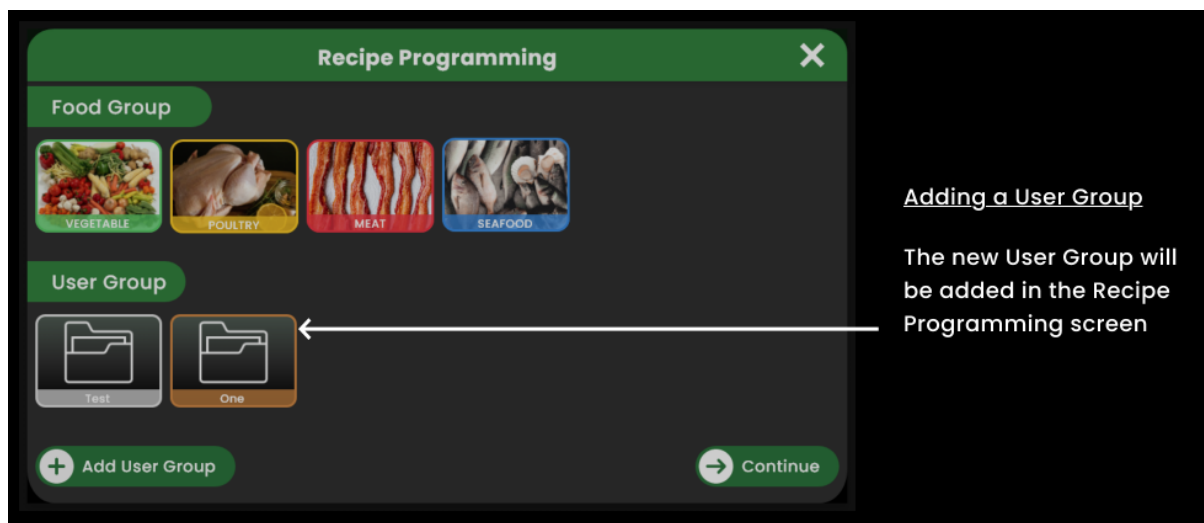 Recipe Programming
Food Group
VEGETABLE
POULTRY
MEAT
SEAFOOD
User Group
Test
One
Add User Group
Continue
Adding a User Group
The new User Group will
be added in the Recipe
Programming screen